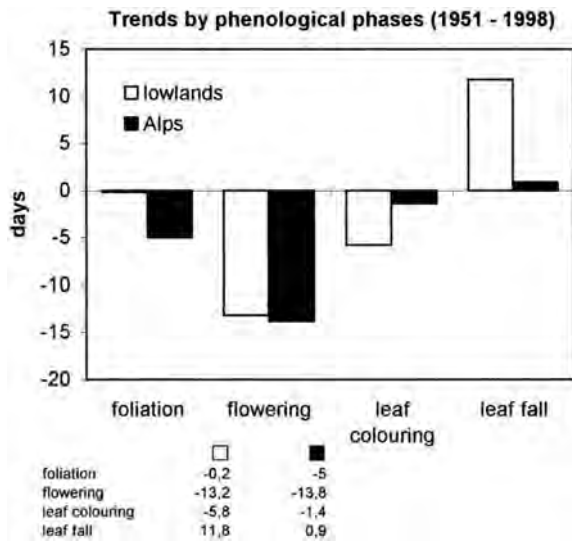 Trends by phenological phases (1951 - 1998)
15
10
5
0
-5
-10
-15
-20
days
lowlands
Alps
foliation flowering leaf colouring leaf fall
foliation -0,2 -5
flowering -13,2 -13,8
leaf colouring -5,8 -1,4
leaf fall 11,8 0,9